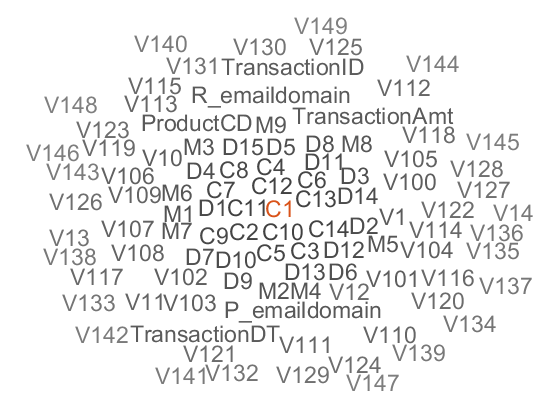 V149
V140 V130 V125
V131 TransactionID V144
V115 R_emaildomain V112
V148 V113 TransactionAmt
V123 ProductCD M9 V118
V146 V119 V10 M3 D15 D5 D8 M8 V105 V145
V143 V106 D4 C8 C4 D11 D3 V128
V126 V109 M6 C7 C12 C6 C13 D14 V100 V127
M1 D1 C11 C1 V1 V122 V14
V13 V107 M7 C9 C2 C10 C14 D2 M5 V114 V136
V138 V108 D7 D10 C5 C3 D12 V104 V135
V117 V102 D9 D13 D6 V101 V116 V137
V133 V11 V103 M2 M4 V12 V120
P_emaildomain V134
V142 TransactionDT V111 V110
V121 V124 V139
V141 V132 V129 V147